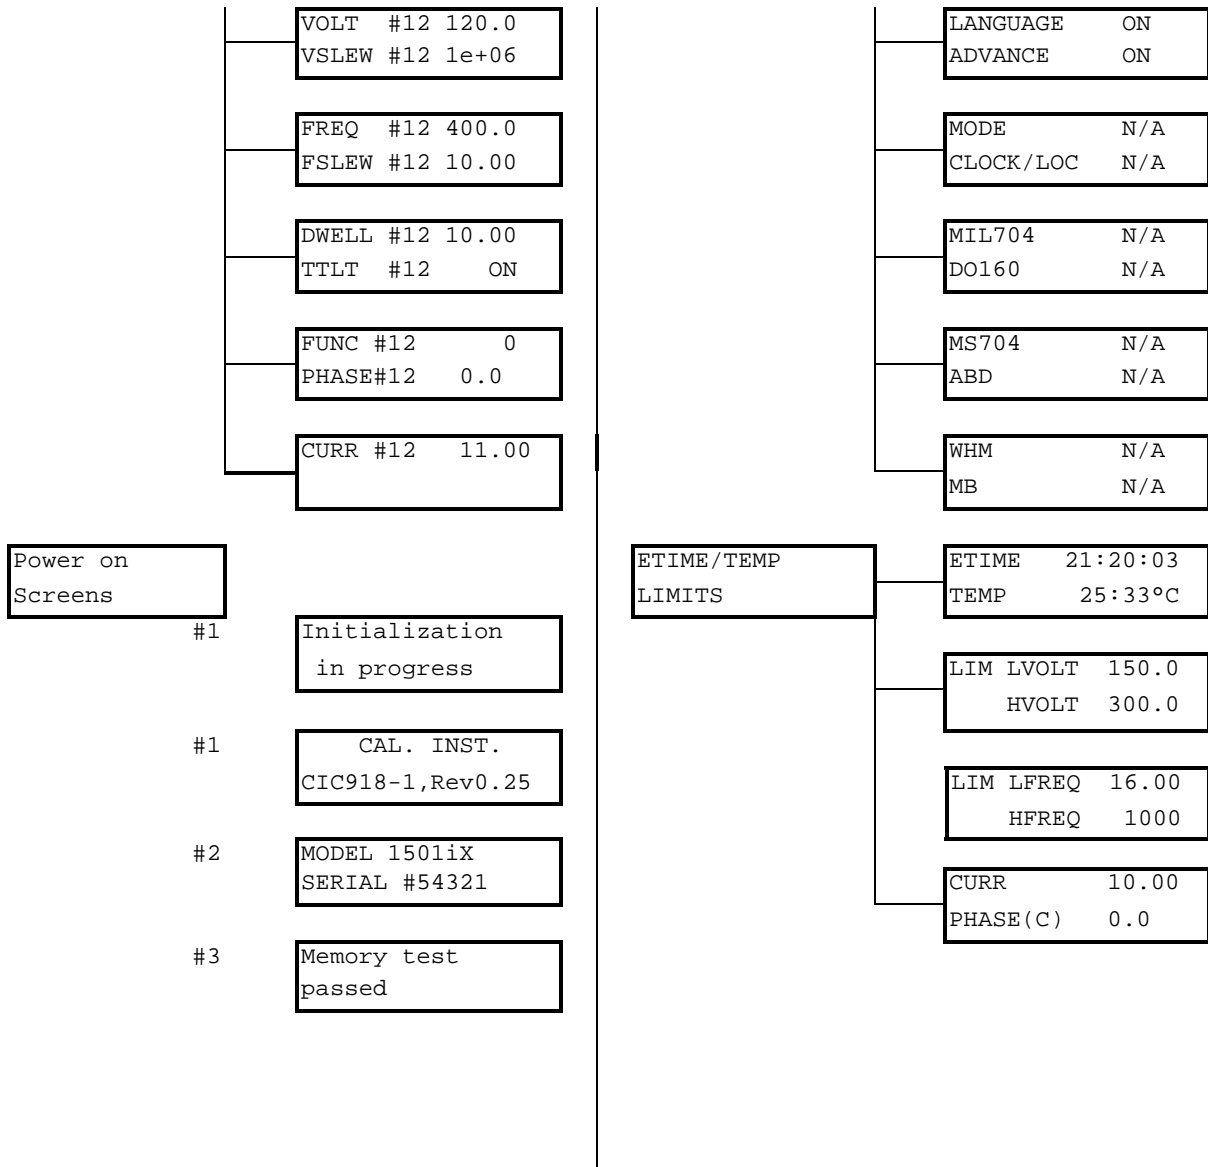 VOLT  #12 120.0
VSLEW #12 1e+06
FREQ  #12 400.0
FSLEW #12 10.00
DWELL #12 10.00
TTLT  #12    ON
FUNC #12      0
PHASE#12   0.0
CURR #12   11.00
Power on
Screens
#1
Initialization
in progress
#1
CAL. INST.
CIC918-1,Rev0.25
#2
MODEL 1501iX
SERIAL #54321
#3
Memory test
passed
LANGUAGE    ON
ADVANCE     ON
MODE        N/A
CLOCK/LOC   N/A
MIL704      N/A
DO160       N/A
MS704       N/A
ABD         N/A
WHM         N/A
MB          N/A
ETIME/TEMP
LIMITS
ETIME   21:20:03
TEMP     25:33°C
LIM LVOLT  150.0
HVOLT  300.0
LIM LFREQ  16.00
HFREQ   1000
CURR       10.00
PHASE(C)   0.0